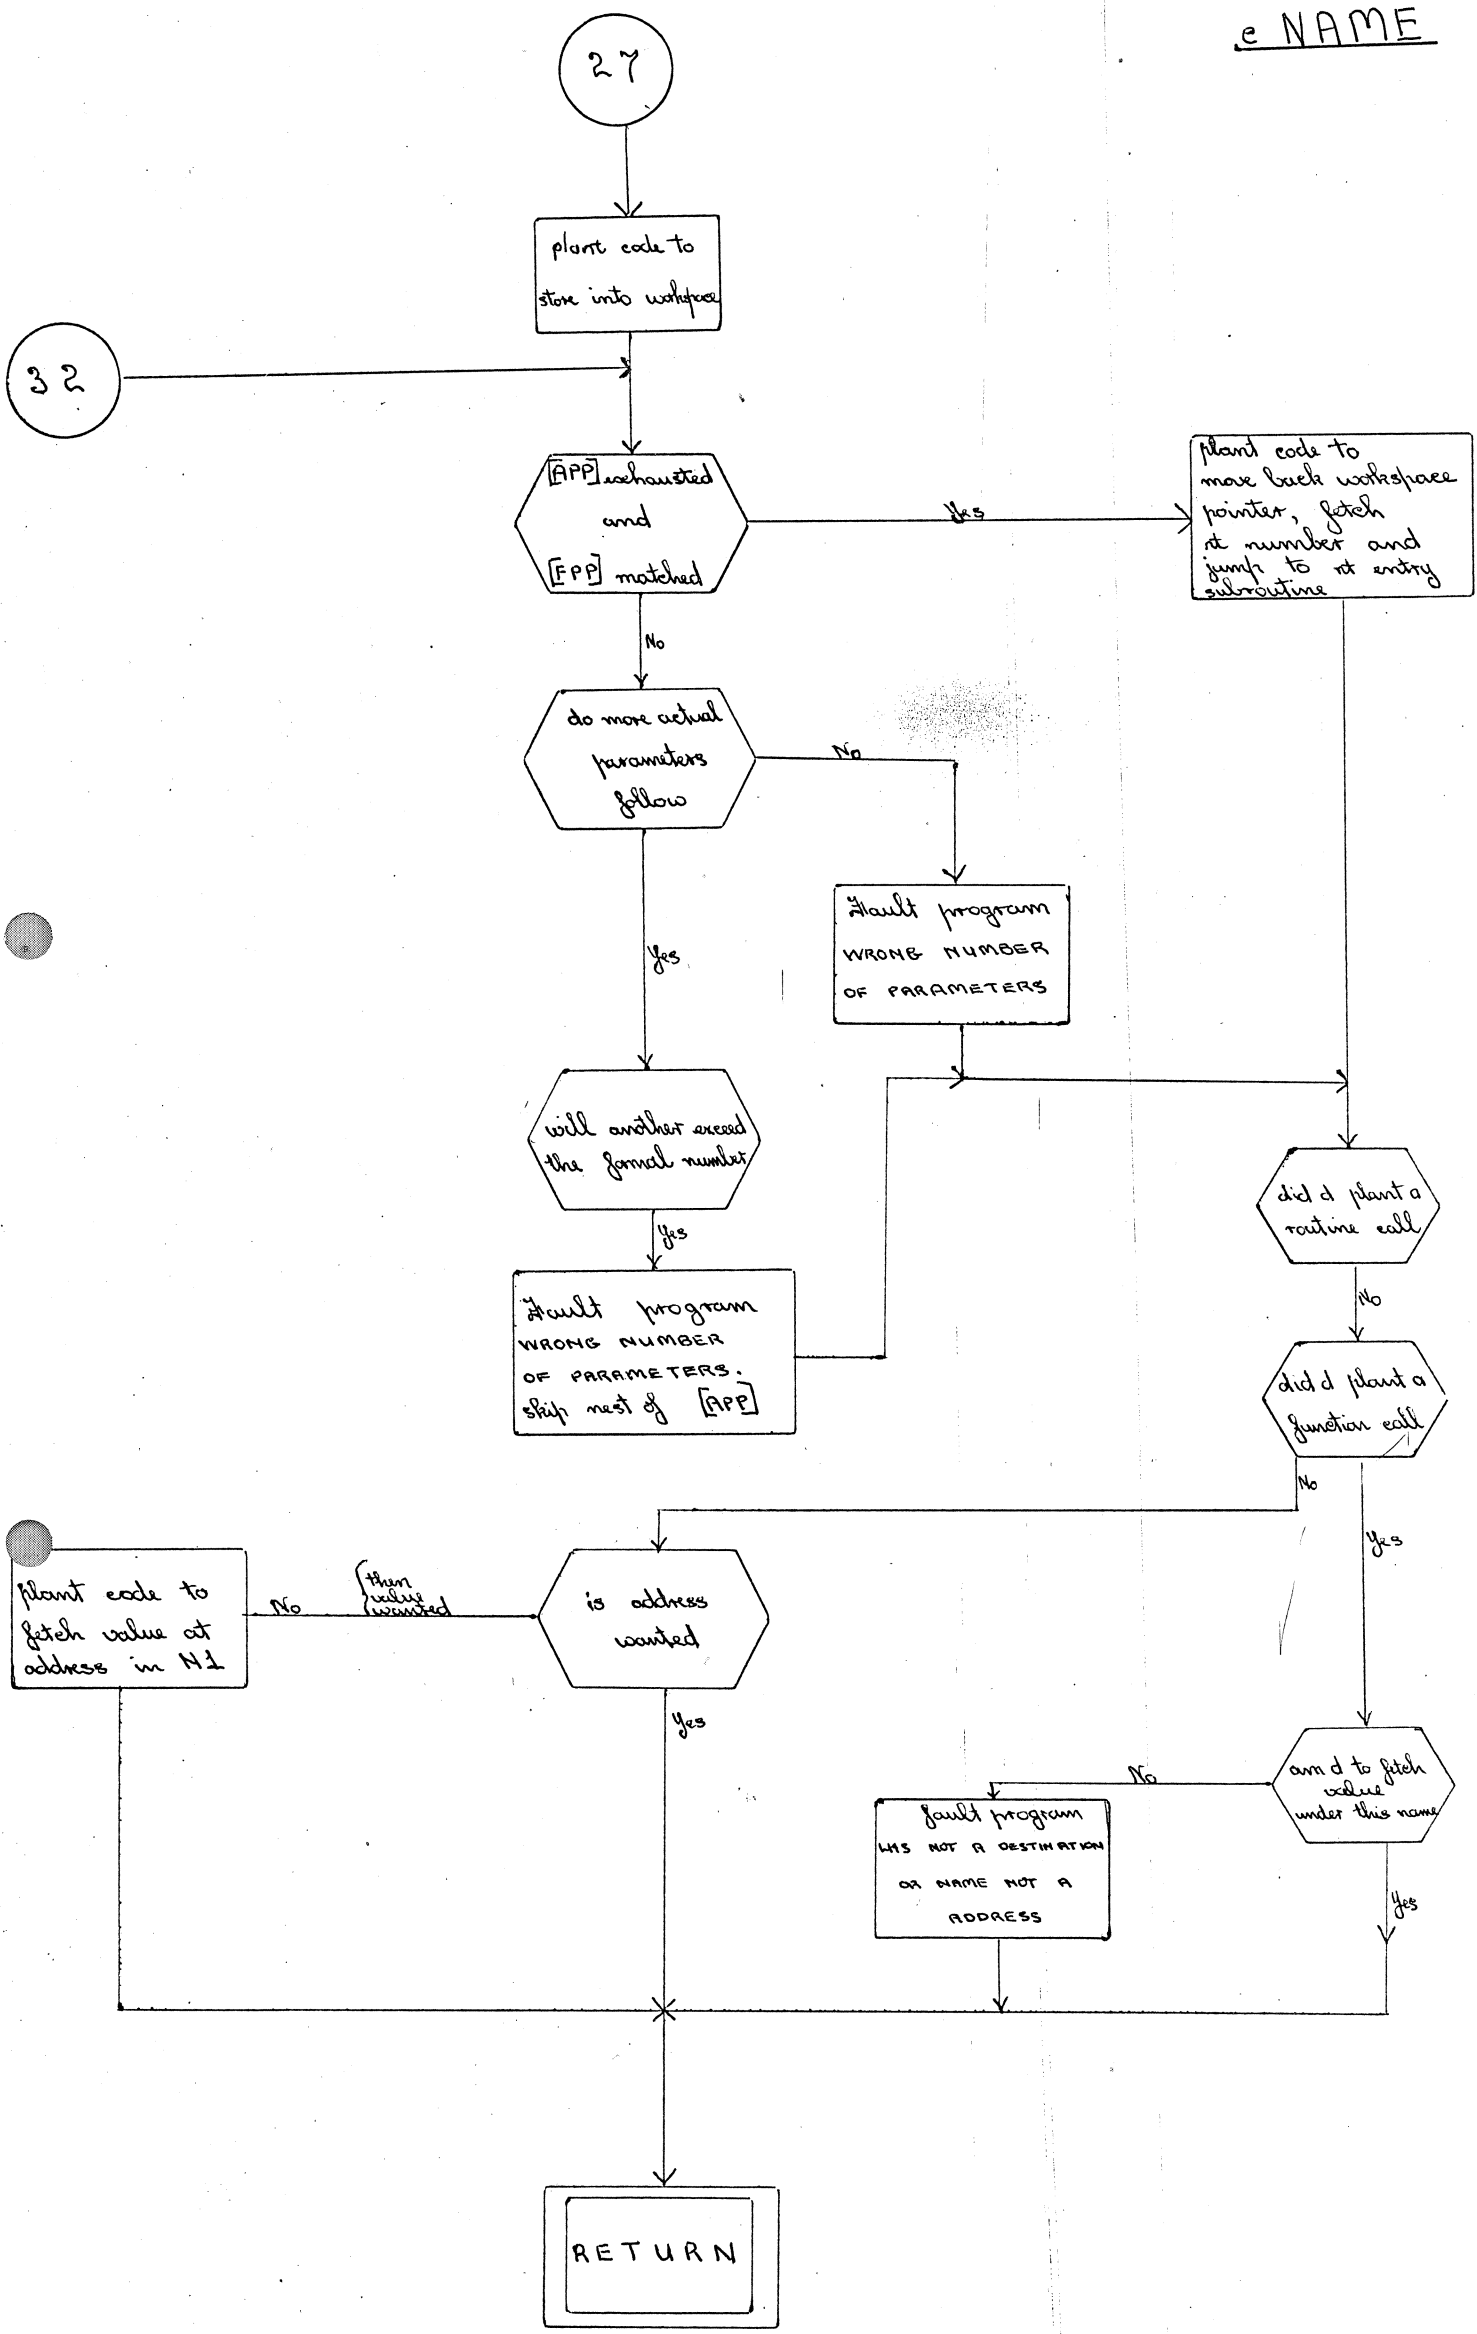 e NAME
27
plant code to
store into workspace
32
[APP] exhausted
and
[FPP] matched
Yes
plant code to
move back workspace
pointer, fetch
rt number and
jump to rt entry
subroutine
No
do more actual
parameters
follow
No
Fault program
WRONG NUMBER
OF PARAMETERS
Yes
will another exceed
the formal number
Yes
did d plant a
routine call
No
Fault program
WRONG NUMBER
OF PARAMETERS.
skip nest of [APP]
did d plant a
function call
No
Yes
plant code to
fetch value at
address in N1
No
then
value
wanted
is address
wanted
Yes
am d to fetch
value
under this name
No
fault program
LHS NOT A DESTINATION
OR NAME NOT A
ADDRESS
Yes
RETURN